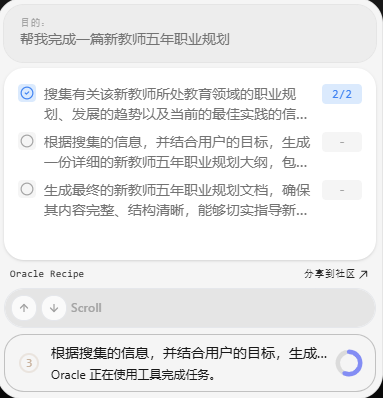 目的:
帮我完成一篇新教师五年职业规划
搜集有关该新教师所处教育领域的职业规
2/2
划、发展的趋势以及当前的最佳实践的信...
根据搜集的信息，并结合用户的目标，生成
-
一份详细的新教师五年职业规划大纲，包...
生成最终的新教师五年职业规划文档，确保
-
其内容完整、结构清晰，能够切实指导新...
Oracle Recipe
分享到社区
Scroll
3
根据搜集的信息，并结合用户的目标，生成...
Oracle 正在使用工具完成任务。